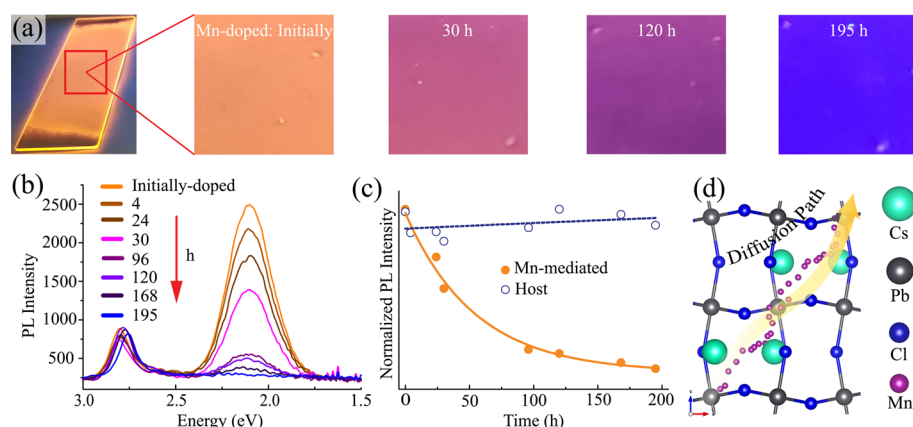 (a)
Mn-doped: Initially
30 h
120 h
195 h
(b)
PL Intensity
2500
2000
1500
1000
500
Initially-doped
4
24
30
96
120
168
195
h
3.0
2.5
2.0
1.5
Energy (eV)
(c)
Normalized PL Intensity
Mn-mediated
Host
0
50
100
150
200
Time (h)
(d)
Diffusion Path
Cs
Pb
Cl
Mn